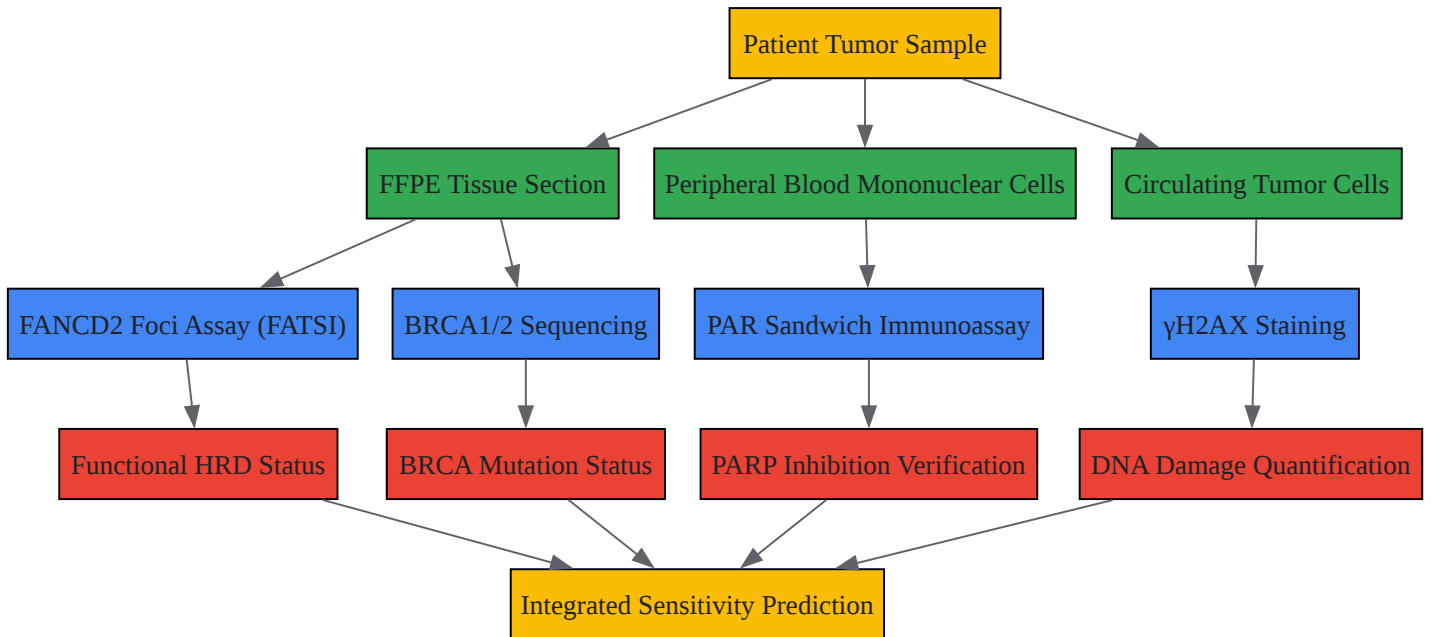 Patient Tumor Sample
FFPE Tissue Section
Peripheral Blood Mononuclear Cells
Circulating Tumor Cells
FANCD2 Foci Assay (FATSI)
BRCA1/2 Sequencing
PAR Sandwich Immunoassay
γH2AX Staining
Functional HRD Status
BRCA Mutation Status
PARP Inhibition Verification
DNA Damage Quantification
Integrated Sensitivity Prediction